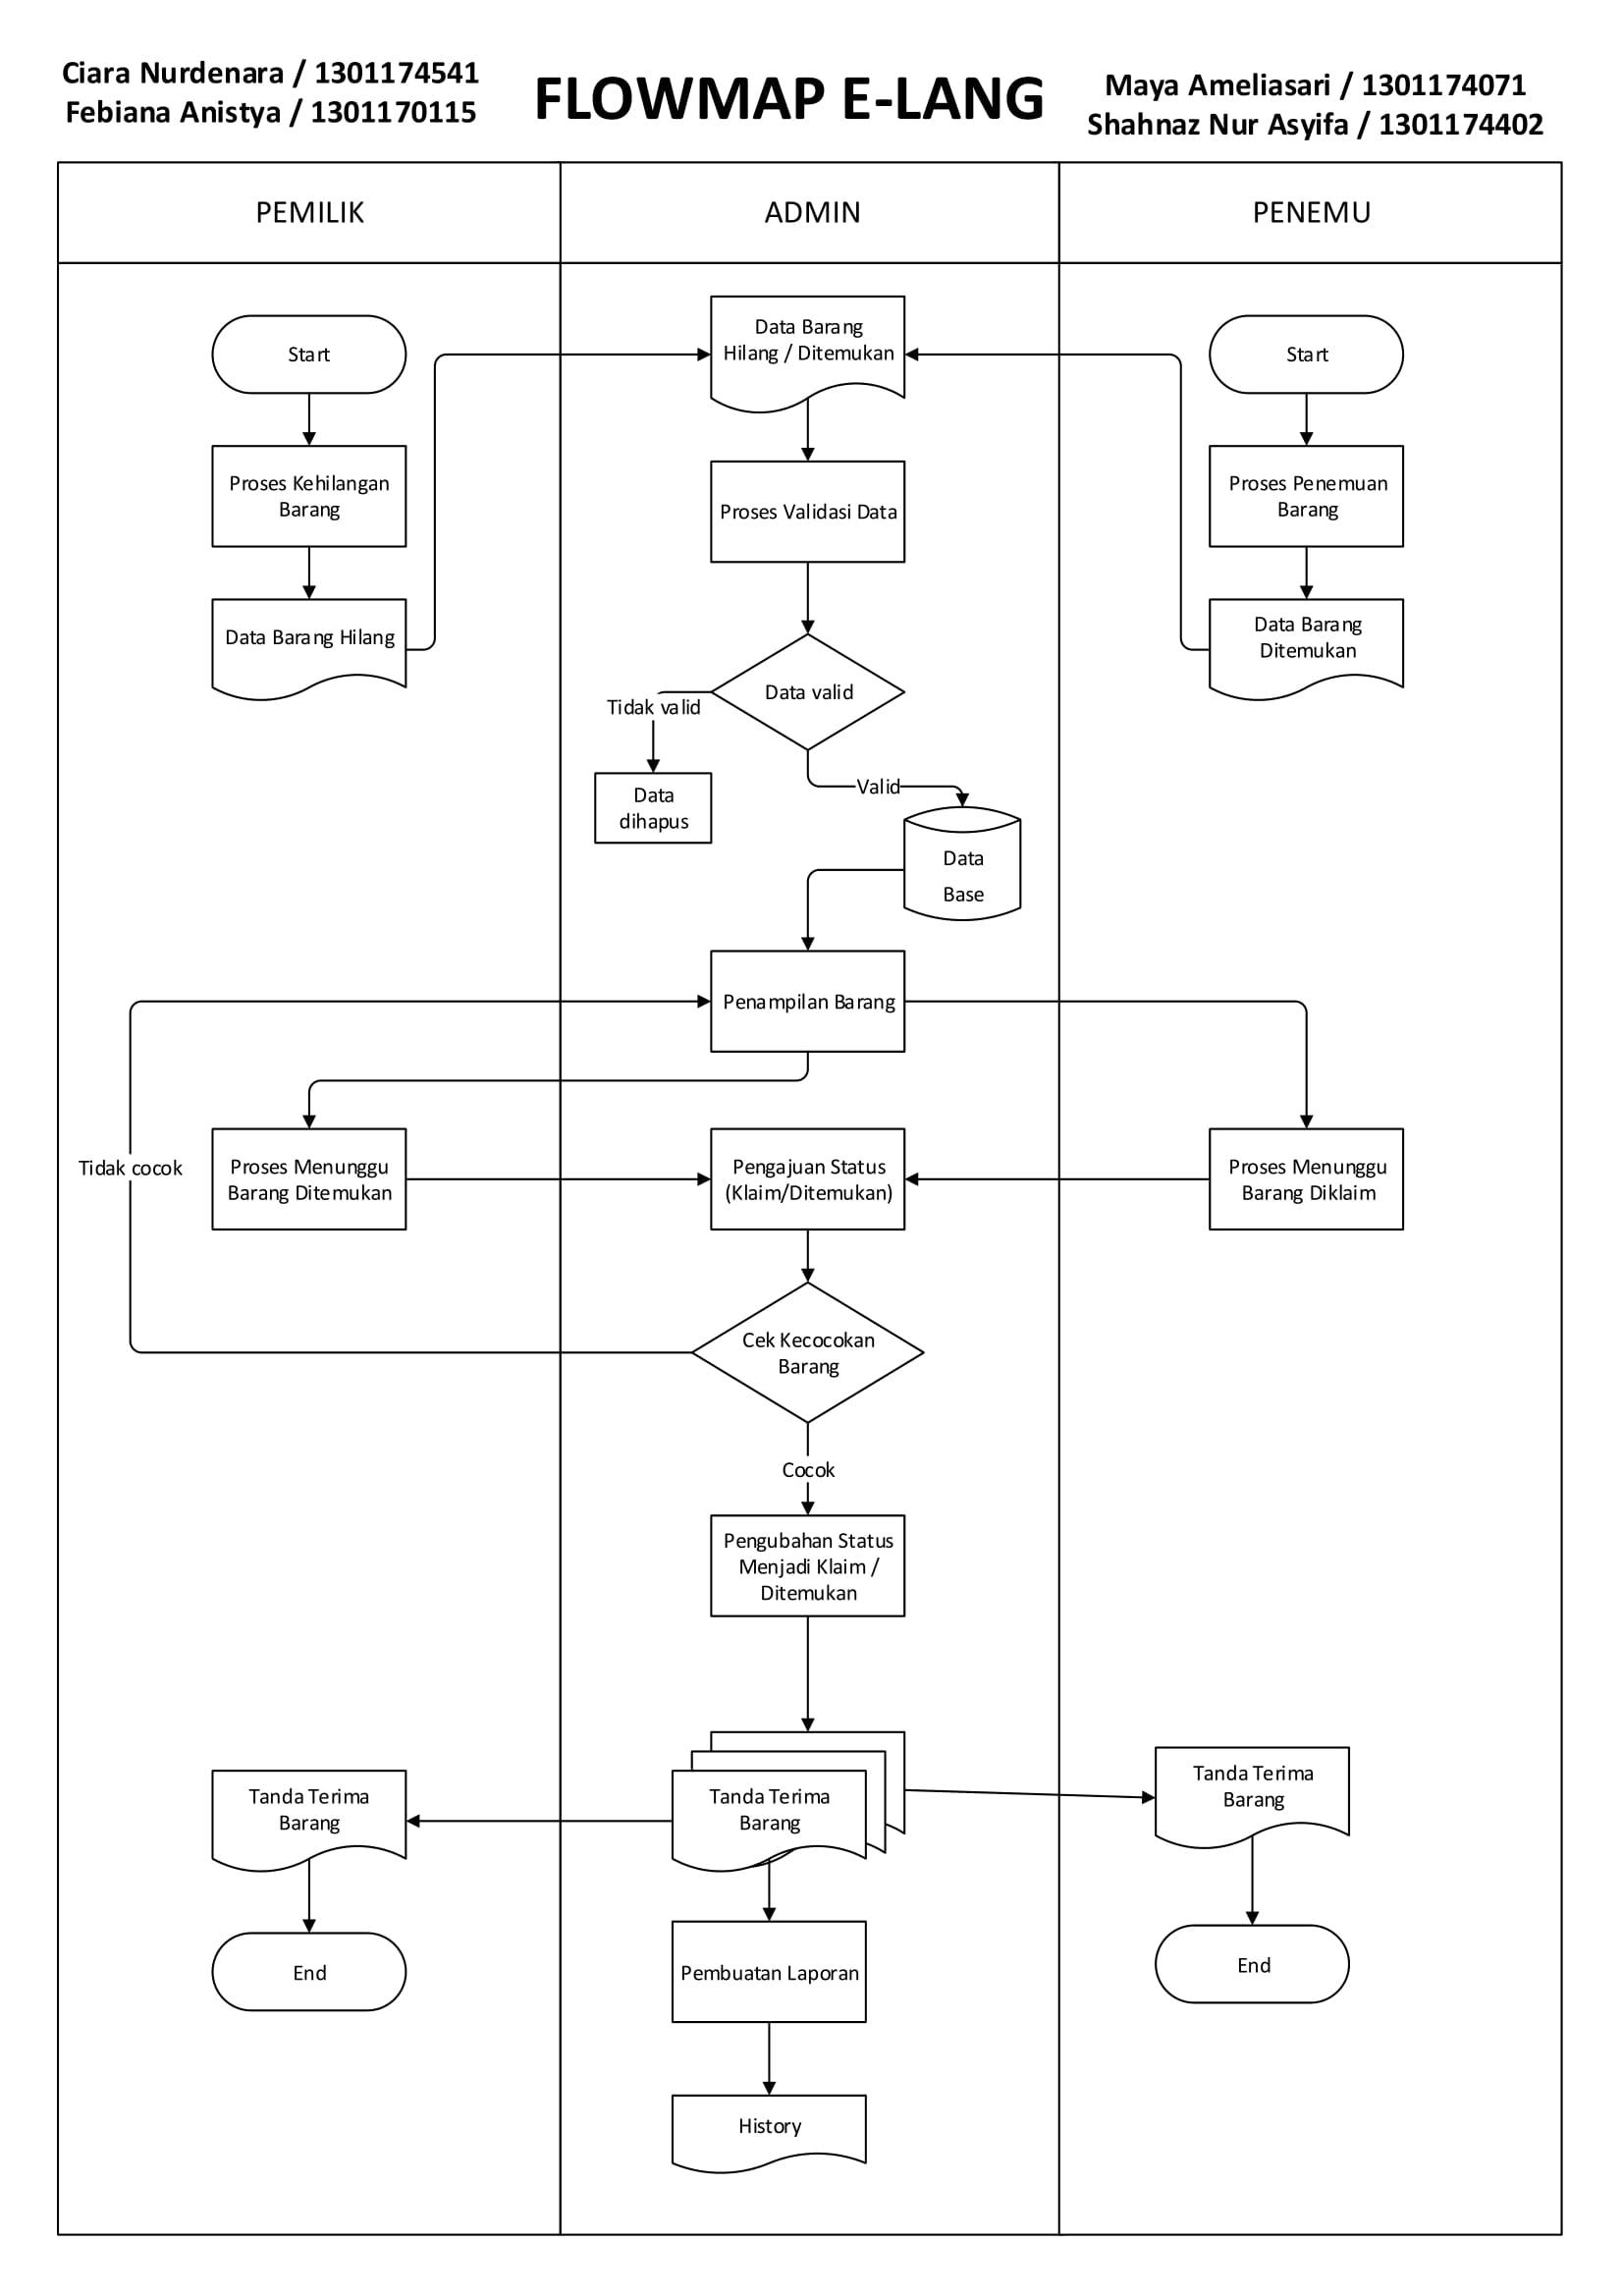 Ciara Nurdenara / 1301174541
Febiana Anistya / 1301170115
FLOWMAP E-LANG
Maya Ameliasari / 1301174071
Shahnaz Nur Asyifa / 1301174402
PEMILIK
ADMIN
PENEMU
Start
Data Barang
Hilang / Ditemukan
Start
Proses Kehilangan
Barang
Proses Validasi Data
Proses Penemuan
Barang
Data Barang Hilang
Data Barang
Ditemukan
Data valid
Tidak valid
Valid
Data
dihapus
Data
Base
Penampilan Barang
Tidak cocok
Proses Menunggu
Barang Ditemukan
Pengajuan Status
(Klaim/Ditemukan)
Proses Menunggu
Barang Diklaim
Cek Kecocokan
Barang
Cocok
Pengubahan Status
Menjadi Klaim /
Ditemukan
Tanda Terima
Barang
Tanda Terima
Barang
Tanda Terima
Barang
End
Pembuatan Laporan
End
History